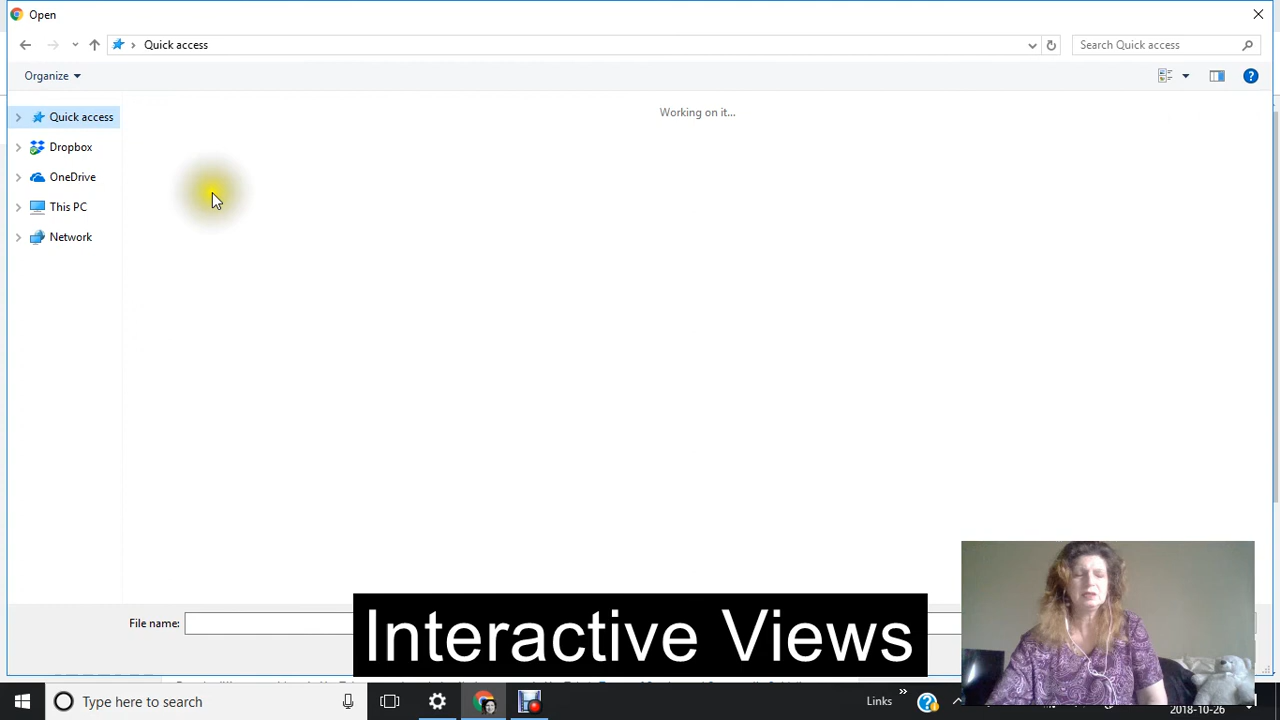 Open
Quick access
Search Quick access
Organize
Quick access
Working on it...
Dropbox
OneDrive
This PC
Network
File name:
Interactive Views
Type here to search
Links
2018-10-26